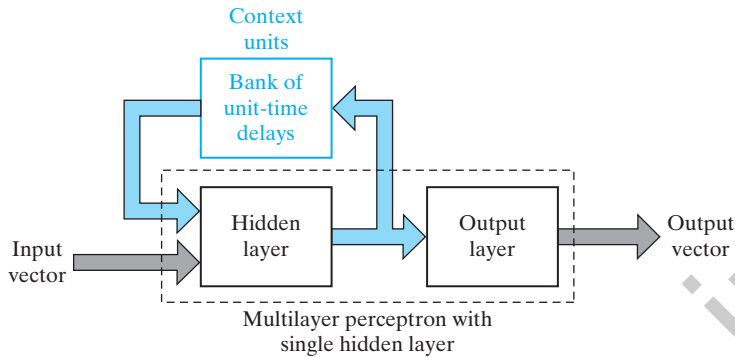 Context
units
Bank of
unit-time
delays
Hidden
layer
Output
layer
Input
vector
Output
vector
Multilayer perceptron with
single hidden layer